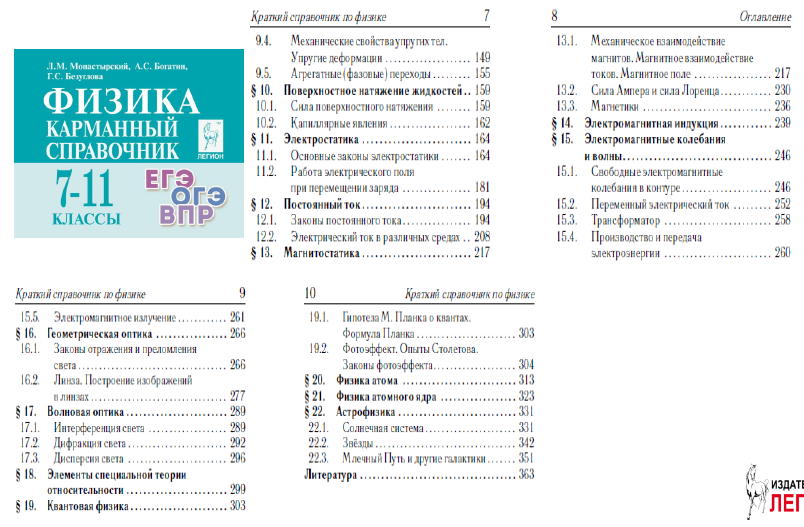 Л.М. Монастырский, А.С. Богатин,
Г.С. Безуглова
ФИЗИКА
КАРМАННЫЙ
СПРАВОЧНИК
ЛЕГИОН
7-11
КЛАССЫ
ЕГЭ
ОГЭ
ВПР
Краткий справочник по физике 7
9.4. Механические свойства упругих тел.
Упругие деформации 149
9.5. Агрегатные (фазовые) переходы 155
§ 10. Поверхностное натяжение жидкостей 159
10.1. Сила поверхностного натяжения 159
10.2. Капиллярные явления 162
§ 11. Электростатика 164
11.1. Основные законы электростатики 164
11.2. Работа электрического поля
при перемещении заряда 181
§ 12. Постоянный ток 194
12.1. Законы постоянного тока 194
12.2. Электрический ток в различных средах 208
§ 13. Магнитостатика 217
8 Оглавление
13.1. Механическое взаимодействие
магнитов. Магнитное взаимодействие
токов. Магнитное поле 217
13.2. Сила Ампера и сила Лоренца 230
13.3. Магнетики 236
§ 14. Электромагнитная индукция 239
§ 15. Электромагнитные колебания
и волны 246
15.1. Свободные электромагнитные
колебания в контуре 246
15.2. Переменный электрический ток 252
15.3. Трансформатор 258
15.4. Производство и передача
электроэнергии 260
Краткий справочник по физике 9
15.5. Электромагнитное излучение 261
§ 16. Геометрическая оптика 266
16.1. Законы отражения и преломления
света 266
16.2. Линза. Построение изображений
в линзах 277
§ 17. Волновая оптика 289
17.1. Интерференция света 289
17.2. Дифракция света 292
17.3. Дисперсия света 296
§ 18. Элементы специальной теории
относительности 299
§ 19. Квантовая физика 303
10 Краткий справочник по физике
19.1. Гипотеза М. Планка о квантах.
Формула Планка 303
19.2. Фотоэффект. Опыты Столетова.
Законы фотоэффекта 304
§ 20. Физика атома 313
§ 21. Физика атомного ядра 323
§ 22. Астрофизика 331
22.1. Солнечная система 331
22.2. Звёзды 342
22.3. Млечный Путь и другие галактики 351
Литература 363
ИЗДАТЕ
ЛЕГ